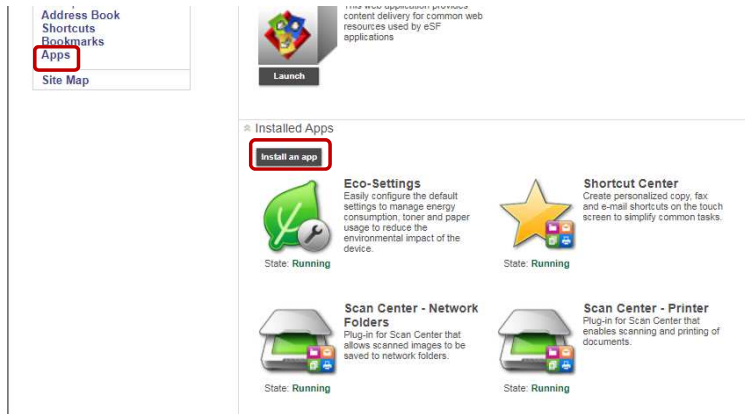 Address Book
Shortcuts
Bookmarks
Apps
Site Map
This web application provides
content delivery for common web
resources used by eSF
applications
Launch
Installed Apps
Install an app
Eco-Settings
Easily configure the default
settings to manage energy
consumption, toner and paper
usage to reduce the
environmental impact of the
device.
State: Running
Shortcut Center
Create personalized copy, fax
and e-mail shortcuts on the touch
screen to simplify common tasks.
State: Running
Scan Center - Network
Folders
Plug-in for Scan Center that
allows scanned images to be
saved to network folders.
State: Running
Scan Center - Printer
Plug-in for Scan Center that
enables scanning and printing of
documents.
State: Running